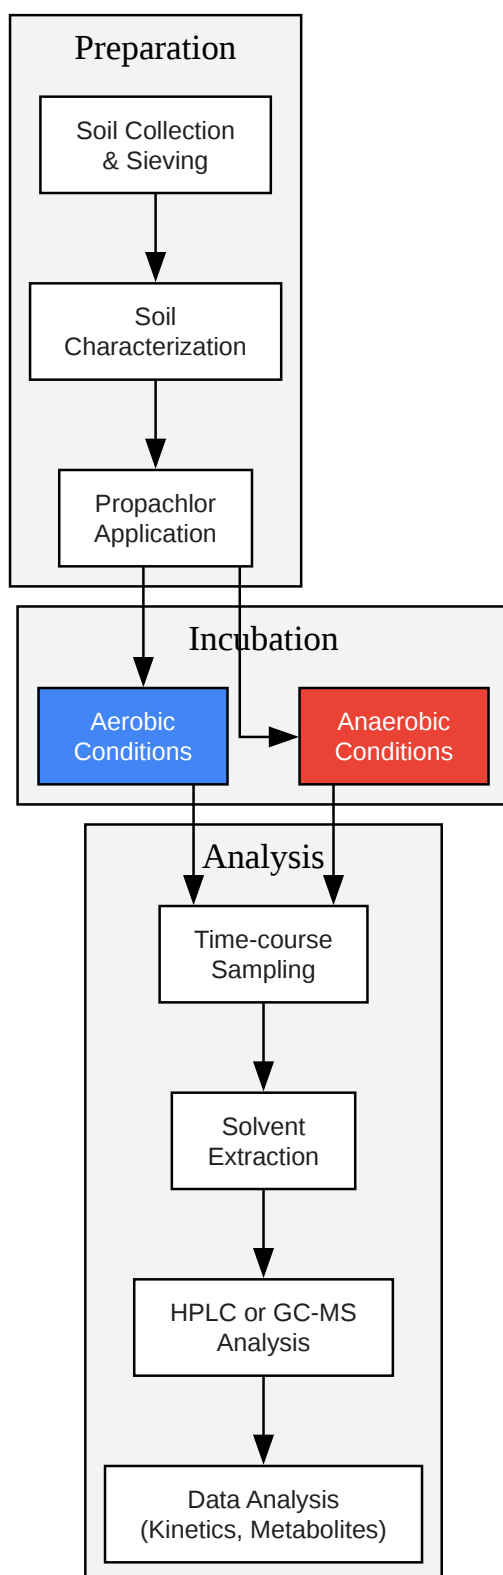 Preparation
Soil Collection
& Sieving
Soil
Characterization
Propachlor
Application
Incubation
Aerobic
Conditions
Anaerobic
Conditions
Analysis
Time-course
Sampling
Solvent
Extraction
HPLC or GC-MS
Analysis
Data Analysis
(Kinetics, Metabolites)